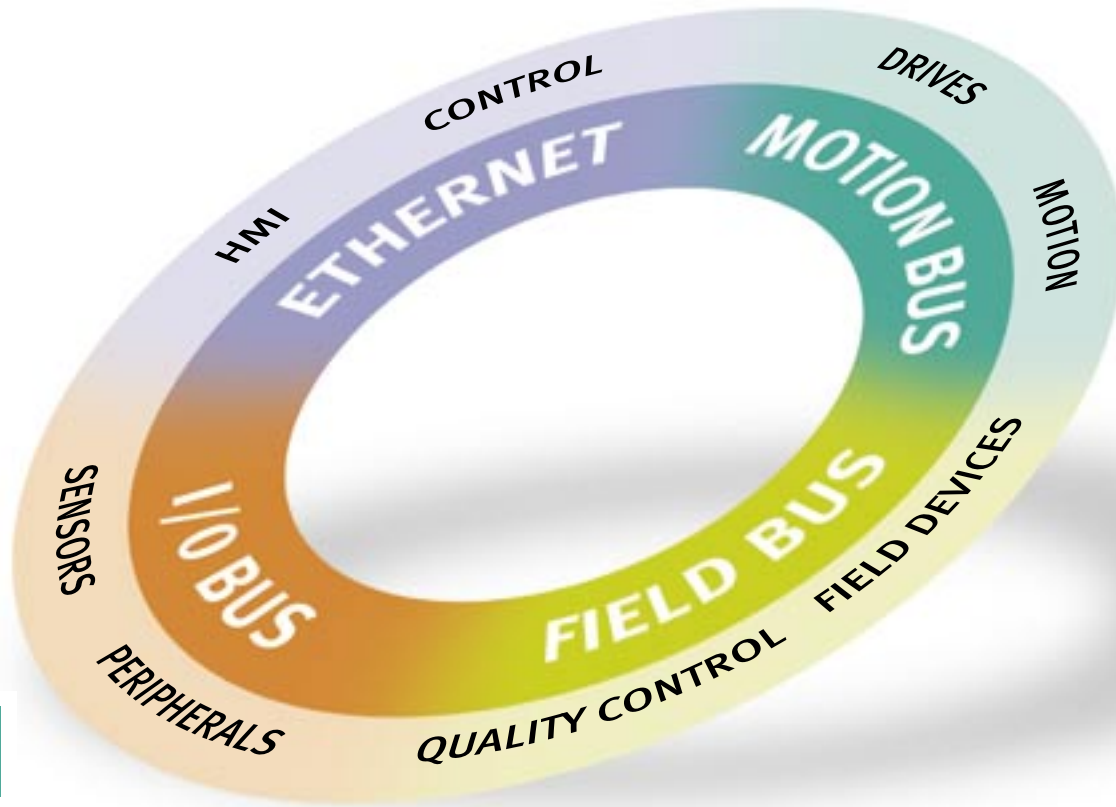 CONTROL
DRIVES
HMI
ETHERNET
MOTION BUS
MOTION
SENSORS
I/O BUS
FIELD BUS
FIELD DEVICES
PERIPHERALS
QUALITY CONTROL